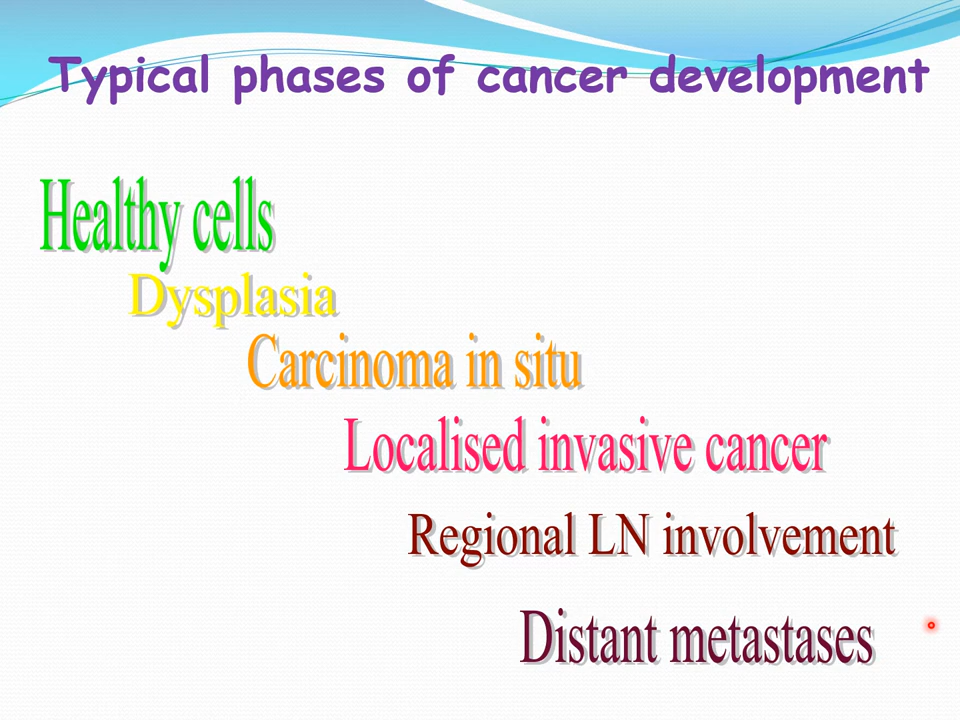 Typical phases of cancer development
Healthy cells
Dysplasia
Carcinoma in situ
Localised invasive cancer
Regional LN involvement
Distant metastases